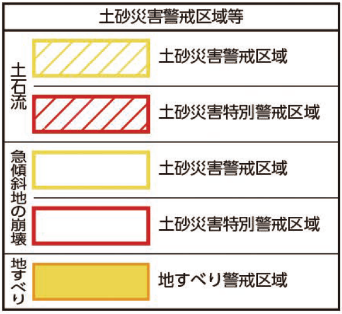 土砂災害警戒区域等
土石流
土砂災害警戒区域
土砂災害特別警戒区域
急傾斜地の崩壊
土砂災害警戒区域
土砂災害特別警戒区域
地すべり
地すべり警戒区域